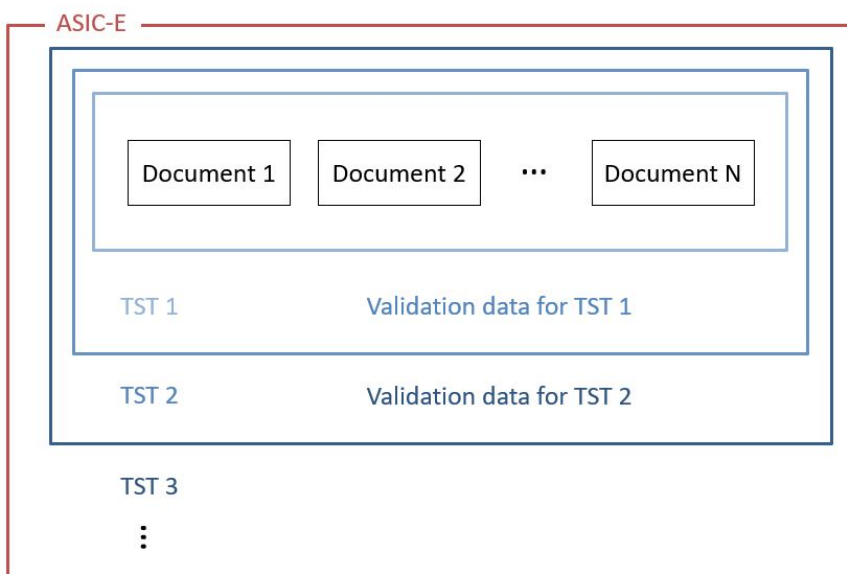 ASIC-E
Document 1 Document 2 ... Document N
TST 1 Validation data for TST 1
TST 2 Validation data for TST 2
TST 3
⋮